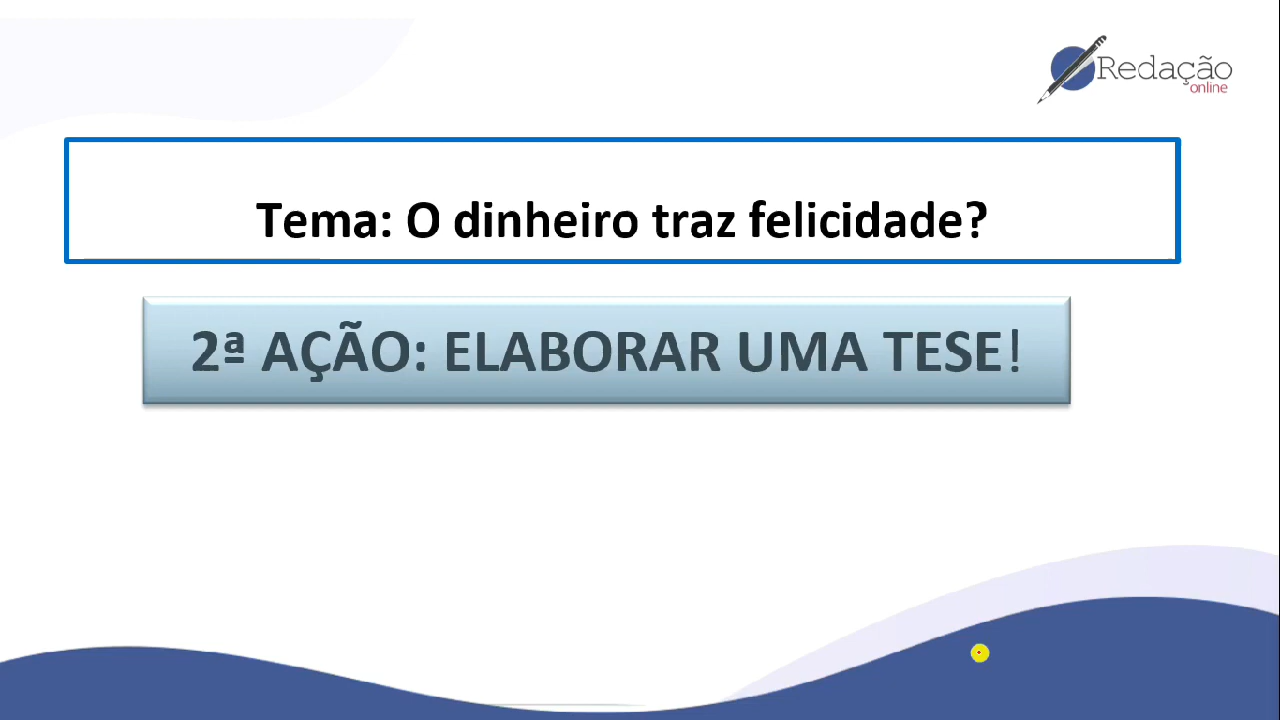 Redação
online
Tema: O dinheiro traz felicidade?
2ª AÇÃO: ELABORAR UMA TESE!